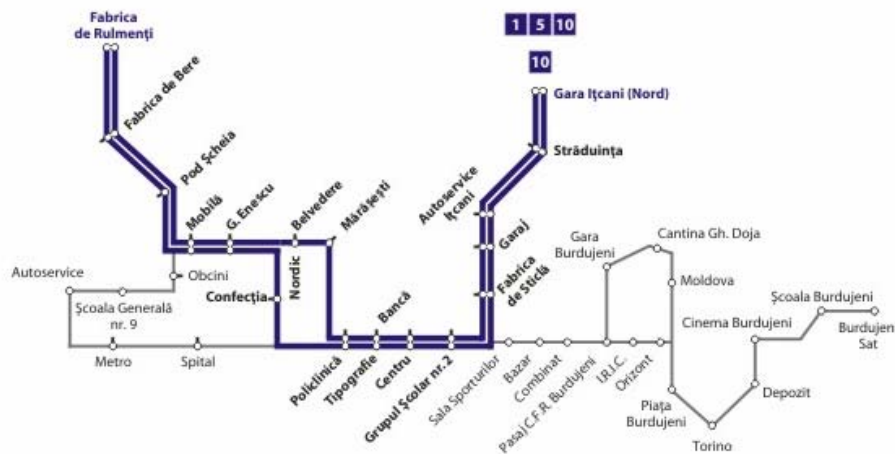 Fabrica
de Rulmenți
1 5 10
10
Gara Ițcani (Nord)
Fabrica de Bere
Străduința
Pod Șcheia
Mobilă
G. Enescu
Belvedere
Mărășești
Autoservice
Ițcani
Garaj
Fabrica
de Sticlă
Gara
Burdujeni
Cantina Gh. Doja
Moldova
Autoservice
Obcini
Școala Generală
nr. 9
Confecția
Nordic
Bancă
Școala Burdujeni
Cinema Burdujeni
Burdujen
Sat
Metro
Spital
Policlinică
Tipografie
Centru
Grupul Școlar nr.2
Sala Sporturilor
Bazar
Combinat
Pasaj C.F.R. Burdujeni
I.R.I.C.
Orizont
Piața
Burdujeni
Depozit
Torino